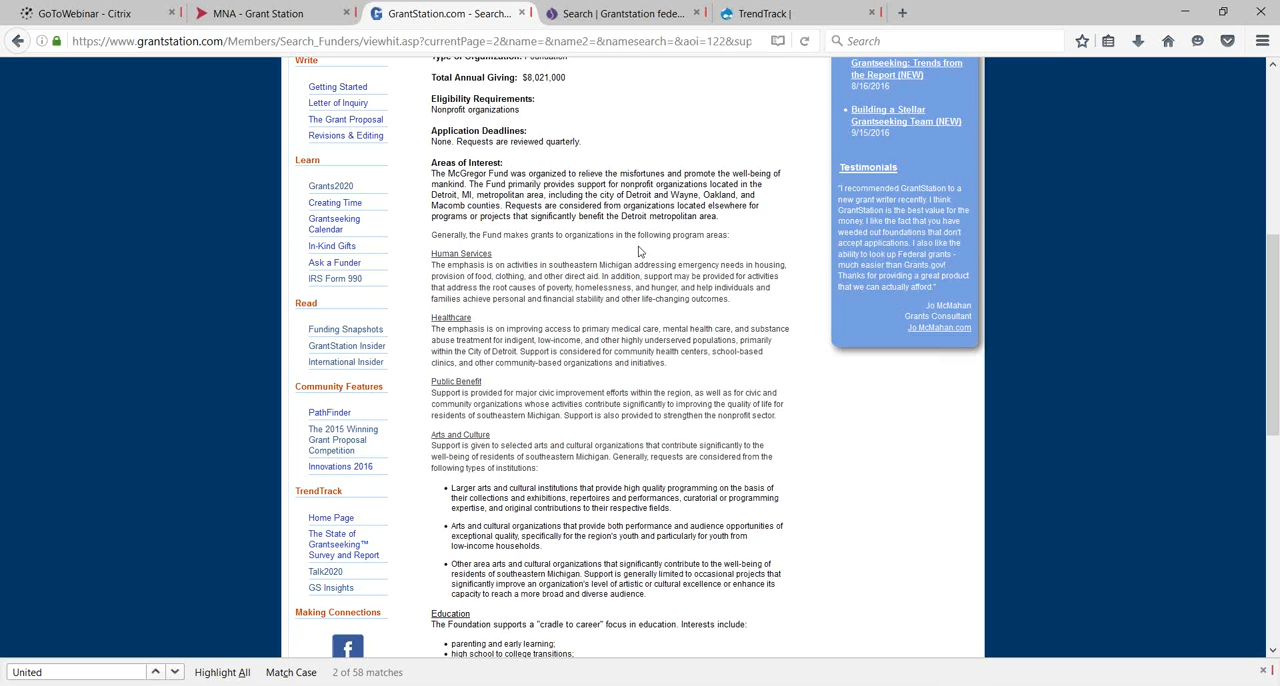 GoToWebinar - Citrix
MNA - Grant Station
GrantStation.com - Search...
Search | Grantstation fede...
TrendTrack |
https://www.grantstation.com/Members/Search_Funders/viewhit.asp?currentPage=2&name=&name2=&namesearch=&aoi=122&sup
Search
Write
Getting Started
Letter of Inquiry
The Grant Proposal
Revisions & Editing
Learn
Grants2020
Creating Time
Grantseeking
Calendar
In-Kind Gifts
Ask a Funder
IRS Form 990
Read
Funding Snapshots
GrantStation Insider
International Insider
Community Features
PathFinder
The 2015 Winning
Grant Proposal
Competition
Innovations 2016
TrendTrack
Home Page
The State of
Grantseeking™
Survey and Report
Talk2020
GS Insights
Making Connections
f
Type of Organization: Foundation
Total Annual Giving: $8,021,000
Eligibility Requirements:
Nonprofit organizations
Application Deadlines:
None. Requests are reviewed quarterly.
Areas of Interest:
The McGregor Fund was organized to relieve the misfortunes and promote the well-being of
mankind. The Fund primarily provides support for nonprofit organizations located in the
Detroit, MI, metropolitan area, including the city of Detroit and Wayne, Oakland, and
Macomb counties. Requests are considered from organizations located elsewhere for
programs or projects that significantly benefit the Detroit metropolitan area.
Generally, the Fund makes grants to organizations in the following program areas:
Human Services
The emphasis is on activities in southeastern Michigan addressing emergency needs in housing,
provision of food, clothing, and other direct aid. In addition, support may be provided for activities
that address the root causes of poverty, homelessness, and hunger, and help individuals and
families achieve personal and financial stability and other life-changing outcomes.
Healthcare
The emphasis is on improving access to primary medical care, mental health care, and substance
abuse treatment for indigent, low-income, and other highly underserved populations, primarily
within the City of Detroit. Support is considered for community health centers, school-based
clinics, and other community-based organizations and initiatives.
Public Benefit
Support is provided for major civic improvement efforts within the region, as well as for civic and
community organizations whose activities contribute significantly to improving the quality of life for
residents of southeastern Michigan. Support is also provided to strengthen the nonprofit sector.
Arts and Culture
Support is given to selected arts and cultural organizations that contribute significantly to the
well-being of residents of southeastern Michigan. Generally, requests are considered from the
following types of institutions:
• Larger arts and cultural institutions that provide high quality programming on the basis of
their collections and exhibitions, repertoires and performances, curatorial or programming
expertise, and original contributions to their respective fields.
• Arts and cultural organizations that provide both performance and audience opportunities of
exceptional quality, specifically for the region's youth and particularly for youth from
low-income households.
• Other area arts and cultural organizations that significantly contribute to the well-being of
residents of southeastern Michigan. Support is generally limited to occasional projects that
significantly improve an organization's level of artistic or cultural excellence or enhance its
capacity to reach a more broad and diverse audience.
Education
The Foundation supports a "cradle to career" focus in education. Interests include:
• parenting and early learning;
• high school to college transitions;
Grantseeking: Trends from
the Report (NEW)
8/16/2016
• Building a Stellar
Grantseeking Team (NEW)
9/15/2016
Testimonials
"I recommended GrantStation to a
new grant writer recently. I think
GrantStation is the best value for the
money. I like the fact that you have
weeded out foundations that don't
accept applications. I also like the
ability to look up Federal grants -
much easier than Grants.gov!
Thanks for providing a great product
that we can actually afford."
Jo McMahan
Grants Consultant
Jo McMahan.com
United
Highlight All
Match Case
2 of 58 matches